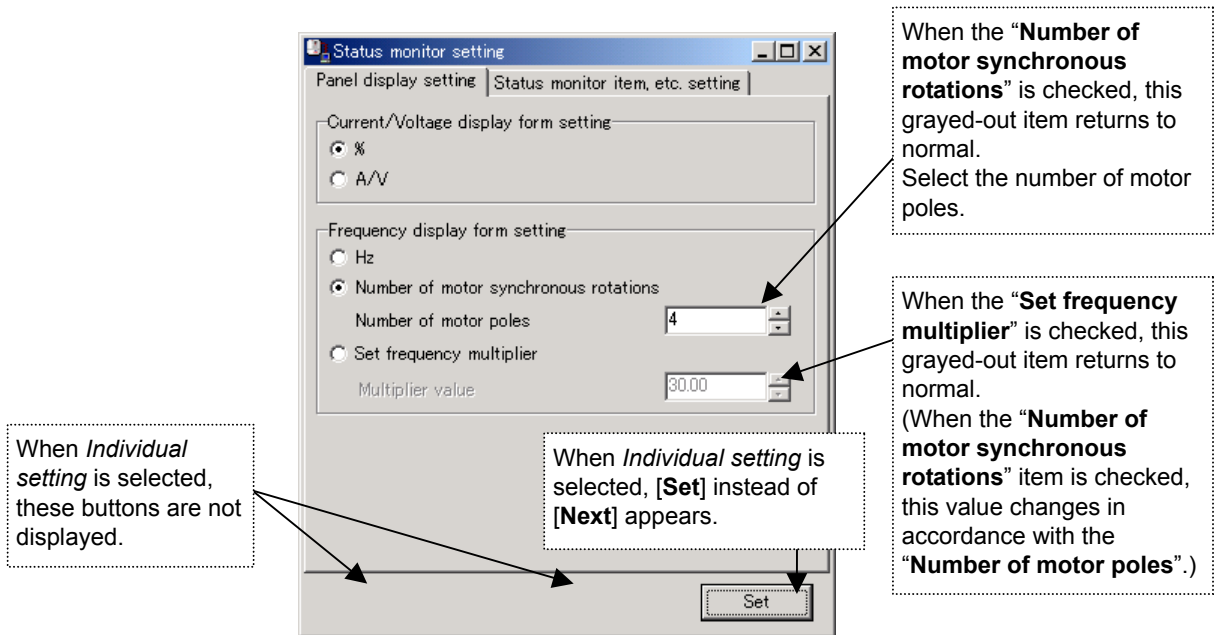 Status monitor setting
Panel display setting
Status monitor item, etc. setting
Current/Voltage display form setting
%
A/V
Frequency display form setting
Hz
Number of motor synchronous rotations
Number of motor poles
4
Set frequency multiplier
Multiplier value
30.00
Set
When the “Number of
motor synchronous
rotations” is checked, this
grayed-out item returns to
normal.
Select the number of motor
poles.
When the “Set frequency
multiplier” is checked, this
grayed-out item returns to
normal.
(When the “Number of
motor synchronous
rotations” item is checked,
this value changes in
accordance with the
“Number of motor poles”.)
When Individual
setting is selected,
these buttons are not
displayed.
When Individual setting is
selected, [Set] instead of
[Next] appears.